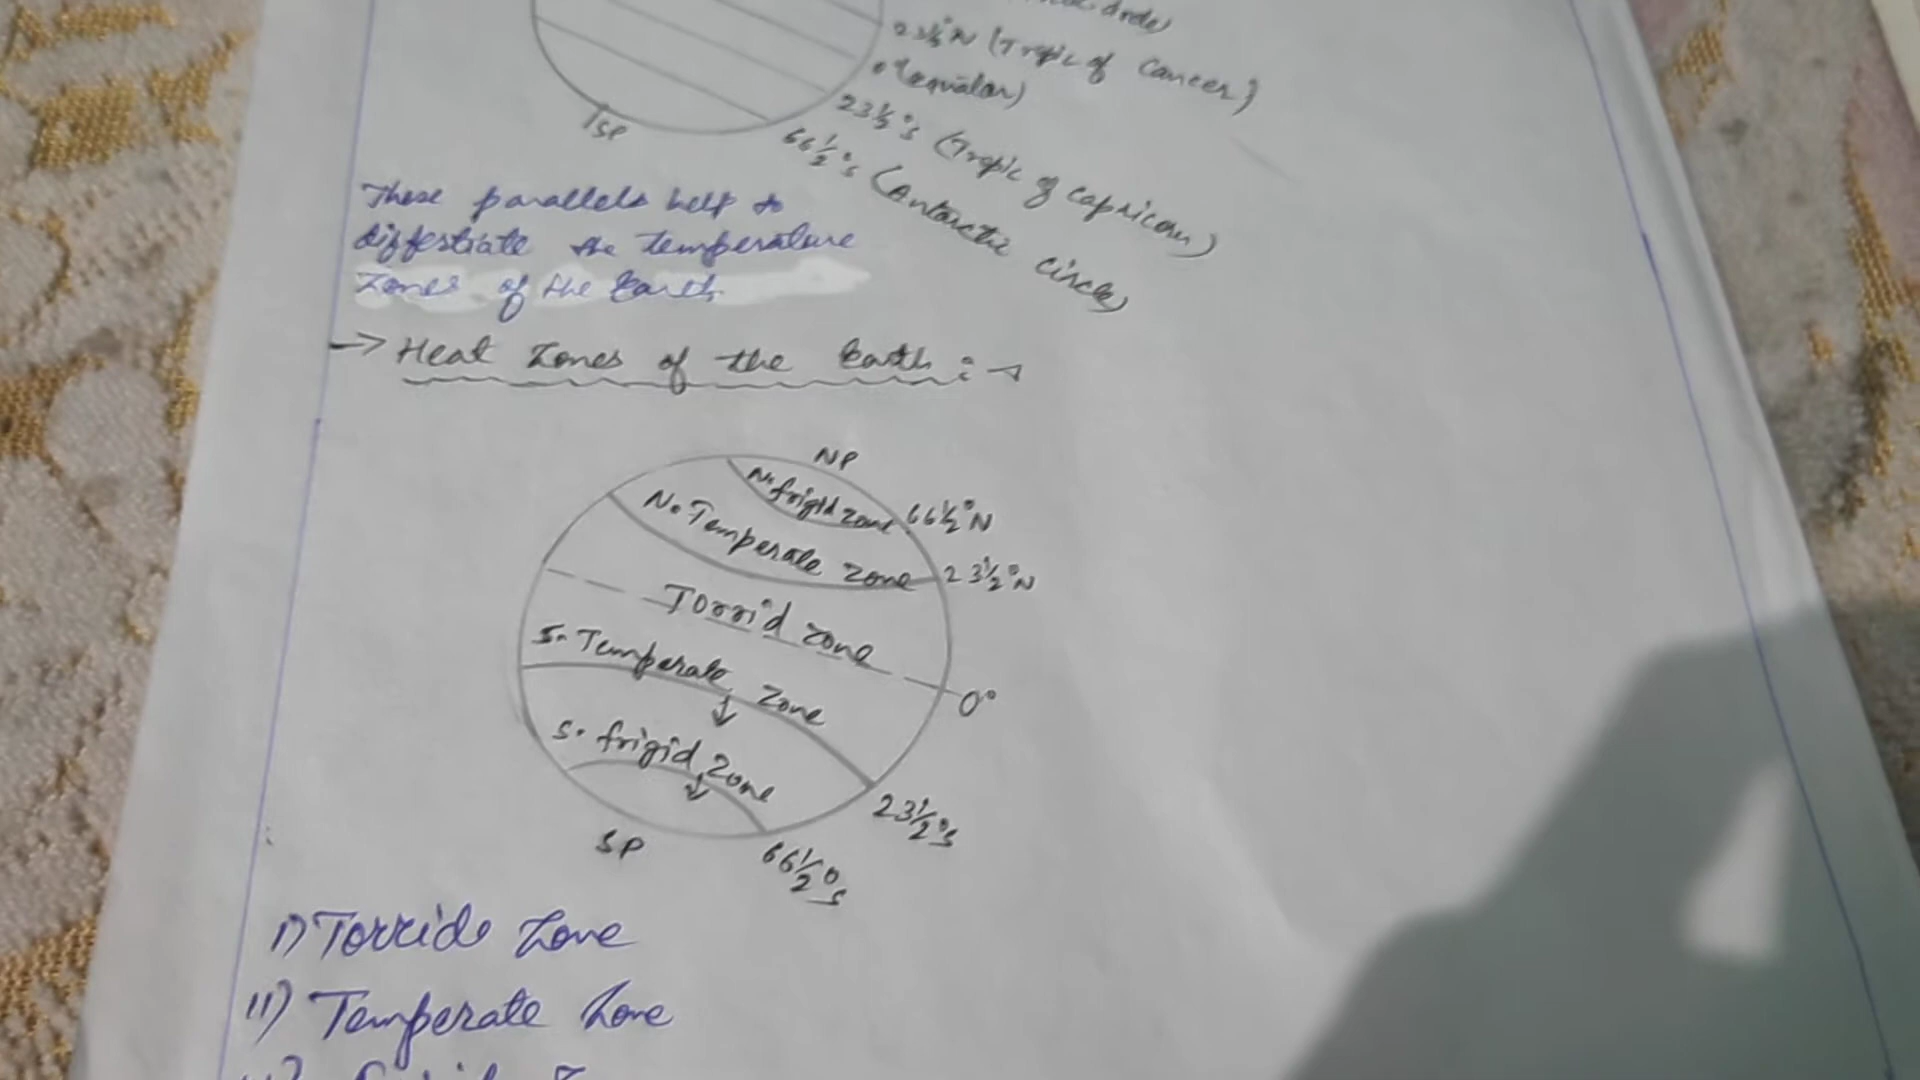 23½°N (Tropic of Cancer)
0° (equator)
23½°S (Tropic of Capricorn)
66½°S (Antarctic circle)
SP
These parallels help to
diffestiate the temperature
Zones of the Earth.
→ Heat Zones of the Earth :→
NP
N. frigid zone 66½°N
N. Temperate zone 23½°N
Torrid zone
0°
S. Temperate Zone
23½°S
S. frigid zone
66½°S
SP
i) Torride Zone
ii) Temperate Zone